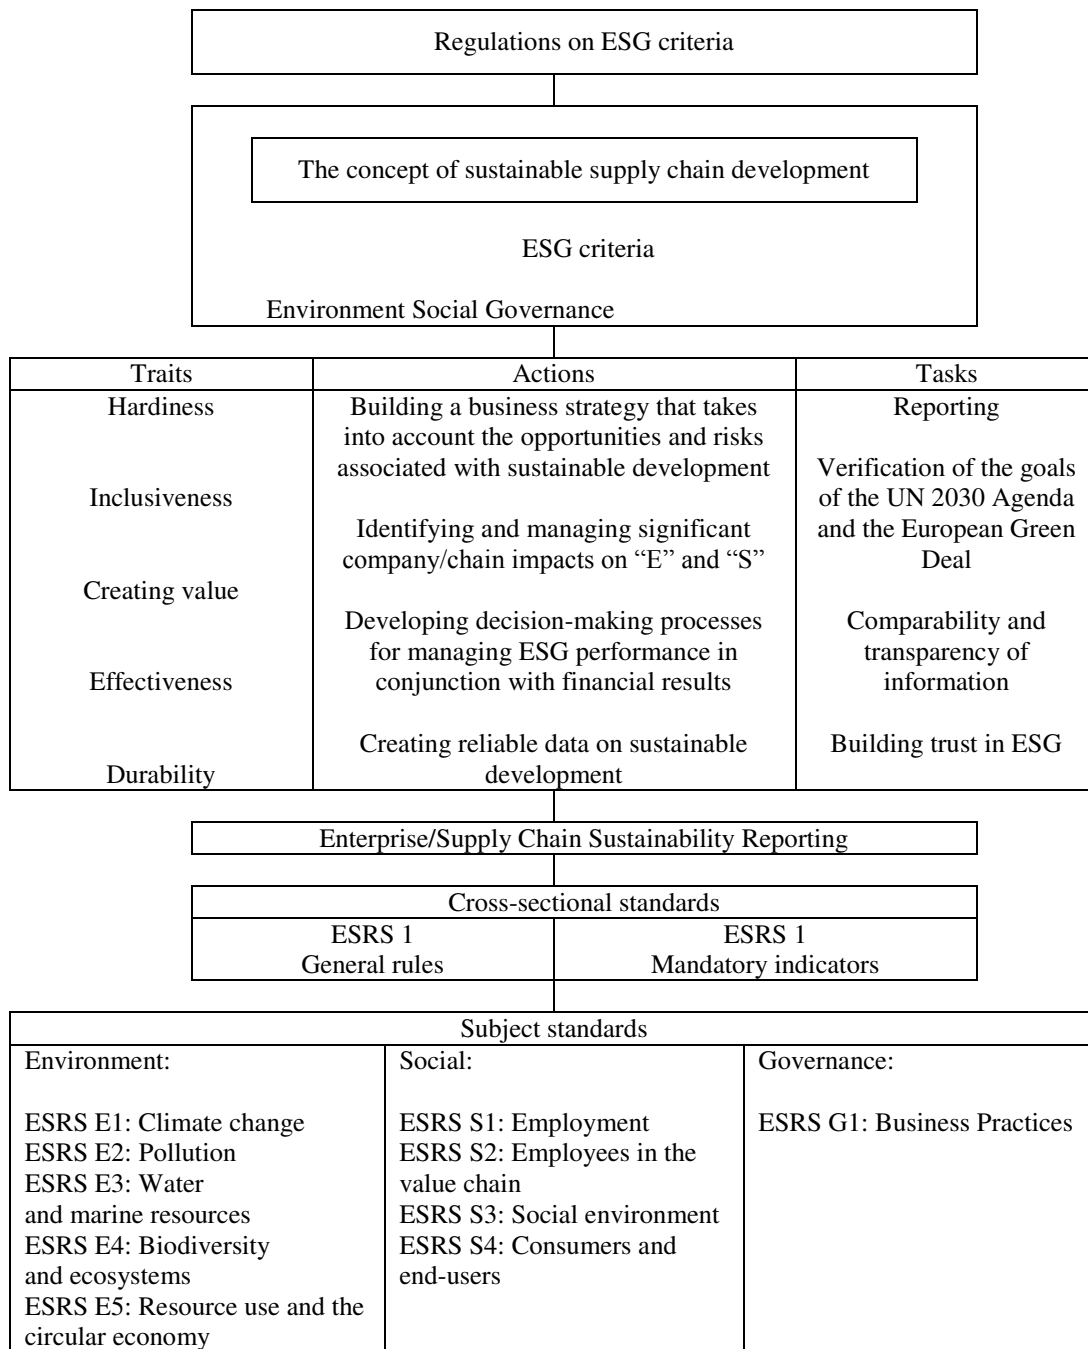 Regulations on ESG criteria
The concept of sustainable supply chain development
ESG criteria
Environment Social Governance
Traits
Hardiness
Inclusiveness
Creating value
Effectiveness
Durability
Actions
Building a business strategy that takes
into account the opportunities and risks
associated with sustainable development
Identifying and managing significant
company/chain impacts on “E” and “S”
Developing decision-making processes
for managing ESG performance in
conjunction with financial results
Creating reliable data on sustainable
development
Tasks
Reporting
Verification of the goals
of the UN 2030 Agenda
and the European Green
Deal
Comparability and
transparency of
information
Building trust in ESG
Enterprise/Supply Chain Sustainability Reporting
Cross-sectional standards
ESRS 1
General rules
ESRS 1
Mandatory indicators
Subject standards
Environment:
ESRS E1: Climate change
ESRS E2: Pollution
ESRS E3: Water
and marine resources
ESRS E4: Biodiversity
and ecosystems
ESRS E5: Resource use and the
circular economy
Social:
ESRS S1: Employment
ESRS S2: Employees in the
value chain
ESRS S3: Social environment
ESRS S4: Consumers and
end-users
Governance:
ESRS G1: Business Practices